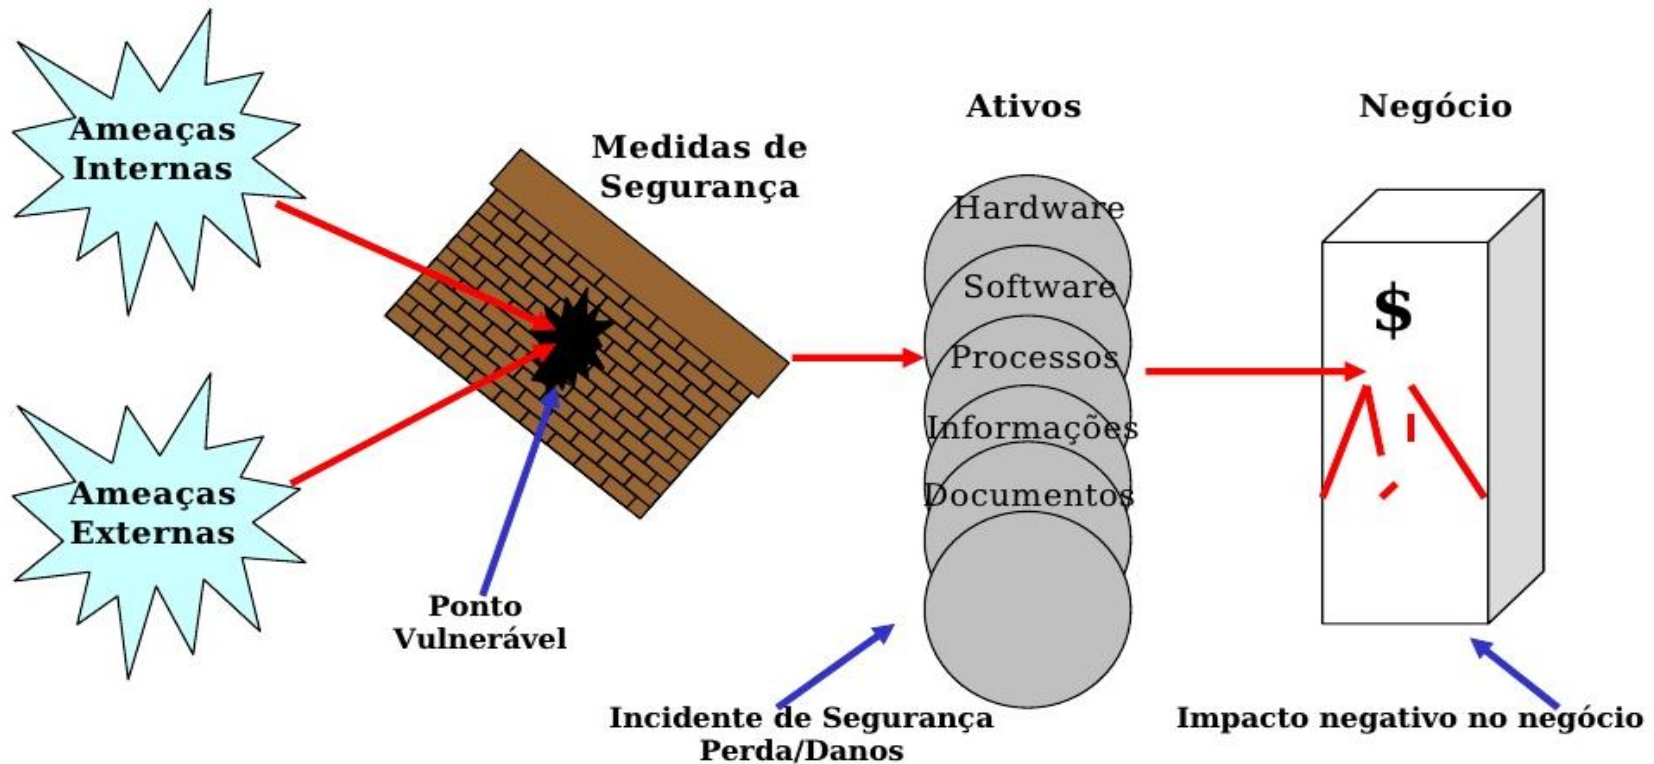 Ameaças
Internas
Medidas de
Segurança
Ativos
Negócio
Hardware
Software
Processos
Informações
Documentos
$
Ameaças
Externas
Ponto
Vulnerável
Incidente de Segurança
Perda/Danos
Impacto negativo no negócio